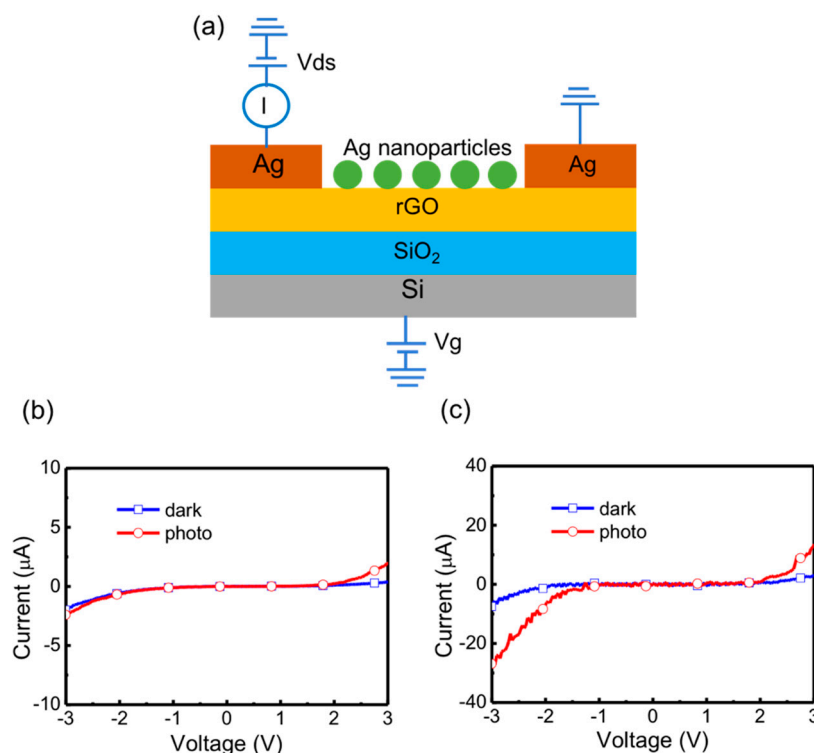 (a)
Vds
I
Ag nanoparticles
Ag
Ag
rGO
SiO₂
Si
Vg
(b)
10
5
0
-5
-10
Current (μA)
dark
photo
-3 -2 -1 0 1 2 3
Voltage (V)
(c)
40
20
0
-20
-40
Current (μA)
dark
photo
-3 -2 -1 0 1 2 3
Voltage (V)